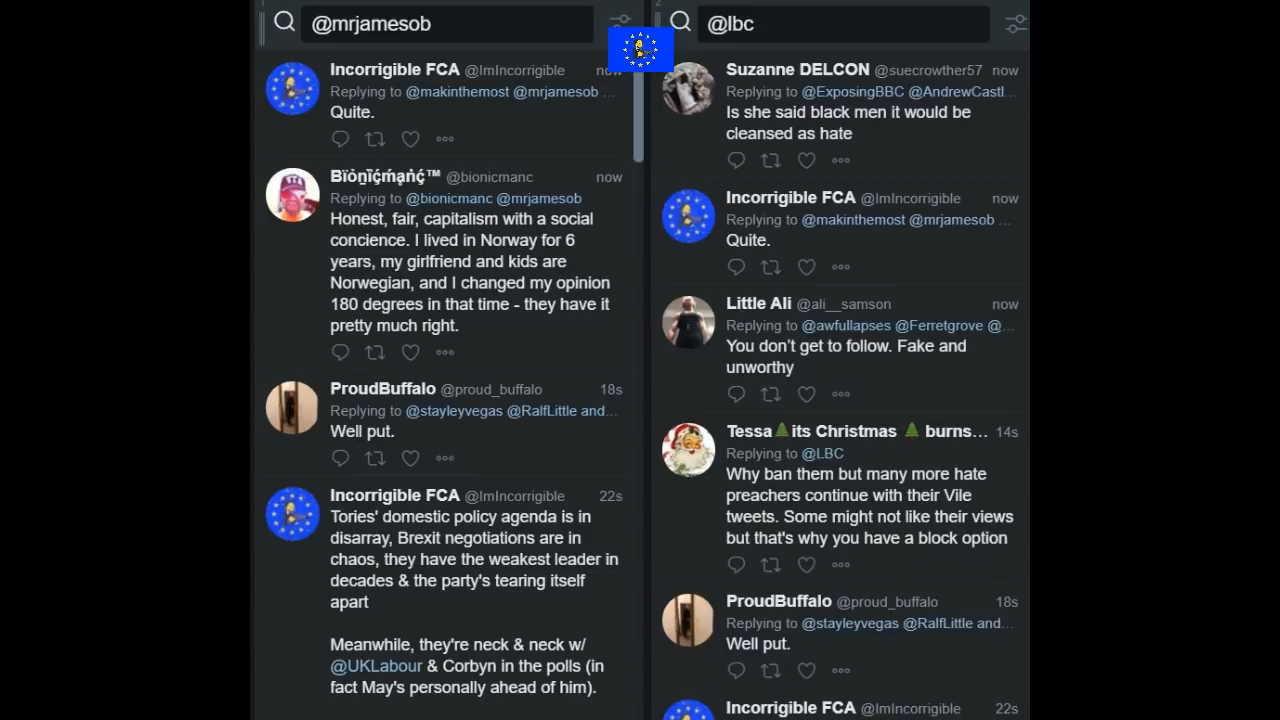 @mrjamesob
Incorrigible FCA @ImIncorrigible now
Replying to @makinthemost @mrjamesob ...
Quite.
Bïȯṉïḉḿąṅḉ™ @bionicmanc now
Replying to @bionicmanc @mrjamesob
Honest, fair, capitalism with a social
concience. I lived in Norway for 6
years, my girlfriend and kids are
Norwegian, and I changed my opinion
180 degrees in that time - they have it
pretty much right.
ProudBuffalo @proud_buffalo 18s
Replying to @stayleyvegas @RalfLittle and...
Well put.
Incorrigible FCA @ImIncorrigible 22s
Tories' domestic policy agenda is in
disarray, Brexit negotiations are in
chaos, they have the weakest leader in
decades & the party's tearing itself
apart
Meanwhile, they're neck & neck w/
@UKLabour & Corbyn in the polls (in
fact May's personally ahead of him).
2
@lbc
Suzanne DELCON @suecrowther57 now
Replying to @ExposingBBC @AndrewCastl...
Is she said black men it would be
cleansed as hate
Incorrigible FCA @ImIncorrigible now
Replying to @makinthemost @mrjamesob ...
Quite.
Little Ali @ali__samson now
Replying to @awfullapses @Ferretgrove @...
You don't get to follow. Fake and
unworthy
Tessa🌲its Christmas 🌲 burns... 14s
Replying to @LBC
Why ban them but many more hate
preachers continue with their Vile
tweets. Some might not like their views
but that's why you have a block option
ProudBuffalo @proud_buffalo 18s
Replying to @stayleyvegas @RalfLittle and...
Well put.
Incorrigible FCA @ImIncorrigible 22s